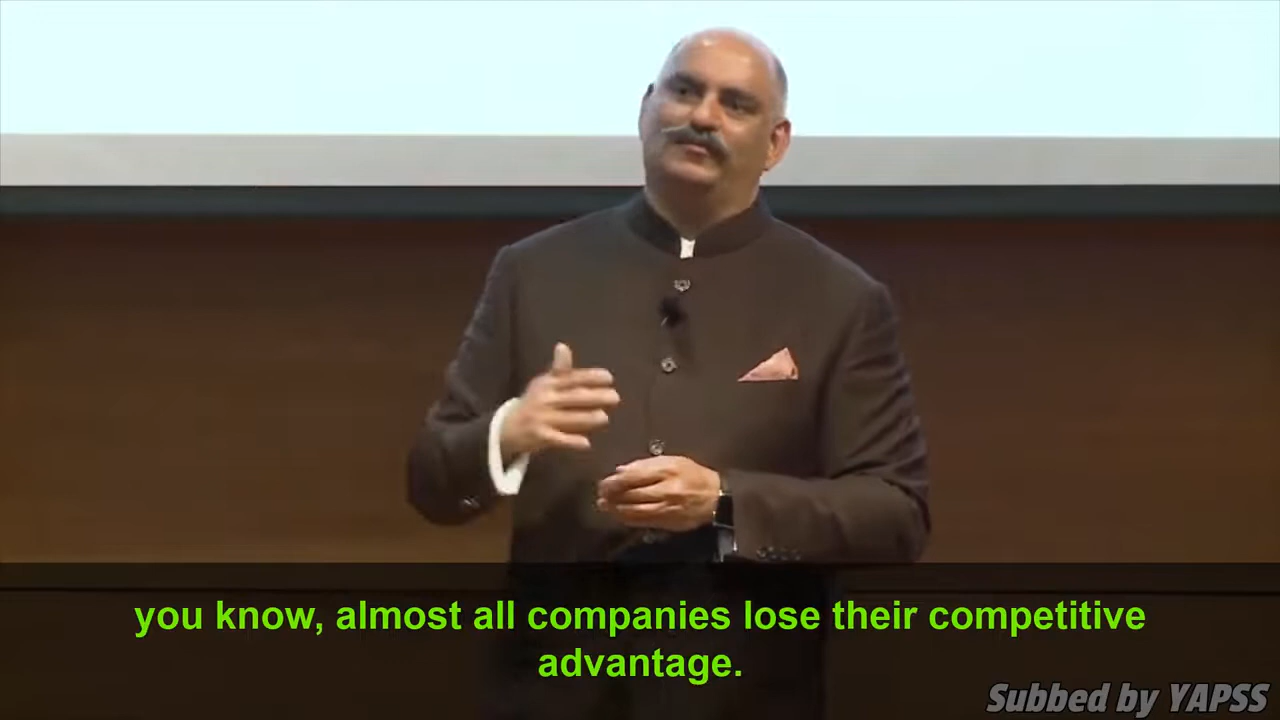 you know, almost all companies lose their competitive
advantage.
Subbed by YAPSS